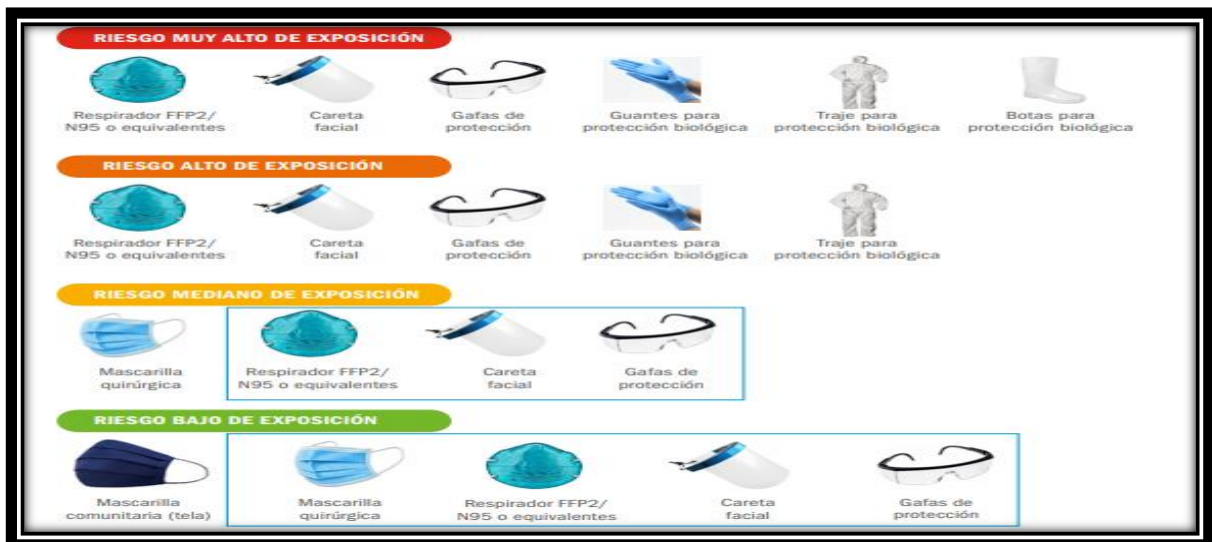 RIESGO MUY ALTO DE EXPOSICIÓN
Respirador FFP2/
N95 o equivalentes
Careta
facial
Gafas de
protección
Guantes para
protección biológica
Traje para
protección biológica
Botas para
protección biológica
RIESGO ALTO DE EXPOSICIÓN
Respirador FFP2/
N95 o equivalentes
Careta
facial
Gafas de
protección
Guantes para
protección biológica
Traje para
protección biológica
RIESGO MEDIANO DE EXPOSICIÓN
Mascarilla
quirúrgica
Respirador FFP2/
N95 o equivalentes
Careta
facial
Gafas de
protección
RIESGO BAJO DE EXPOSICIÓN
Mascarilla
comunitaria (tela)
Mascarilla
quirúrgica
Respirador FFP2/
N95 o equivalentes
Careta
facial
Gafas de
protección